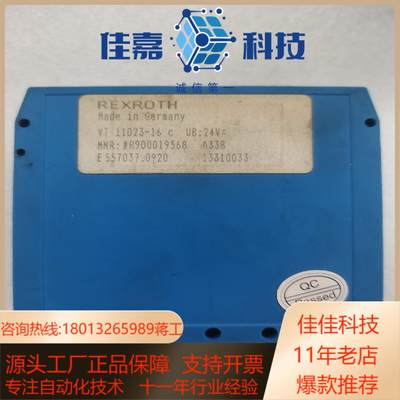 佳嘉 科技
诚信第一
REXROTH
Made in Germany
VT 11023-16 c UB:24V=
MNR:#R900019368 A33B
E557037.0920 13310033
QC
Passed
咨询热线:18013265989蒋工
佳佳科技
源头工厂正品保障 支持开票
11年老店
专注自动化技术 十一年行业经验
爆款推荐